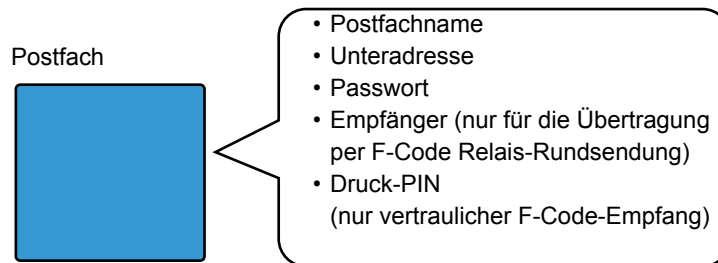 Postfach
• Postfachname
• Unteradresse
• Passwort
• Empfänger (nur für die Übertragung
per F-Code Relais-Rundsendung)
• Druck-PIN
(nur vertraulicher F-Code-Empfang)